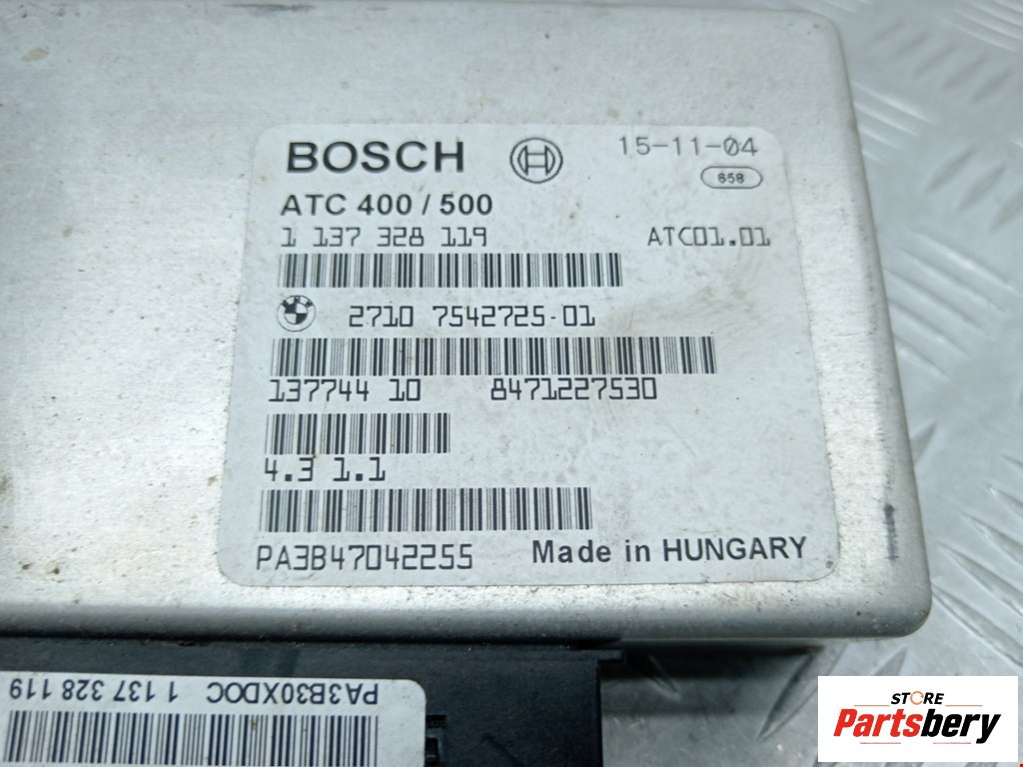 BOSCH
15-11-04
858
ATC 400 / 500
1 137 328 119
ATC01.01
2710 7542725-01
137744 10 8471227530
4.3 1.1
PA3B47042255
Made in HUNGARY
PA3B30XDOC 1 137 328 119
STORE
Partsbery